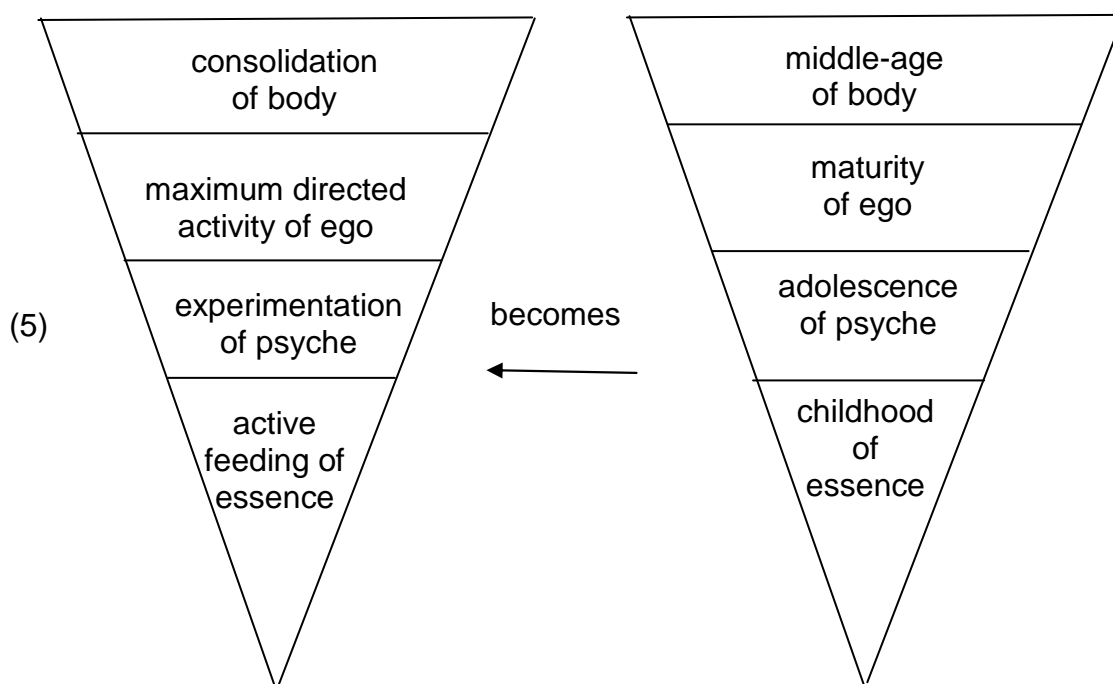 consolidation
of body
maximum directed
activity of ego
experimentation
of psyche
active
feeding of
essence
(5)
becomes
middle-age
of body
maturity
of ego
adolescence
of psyche
childhood
of
essence